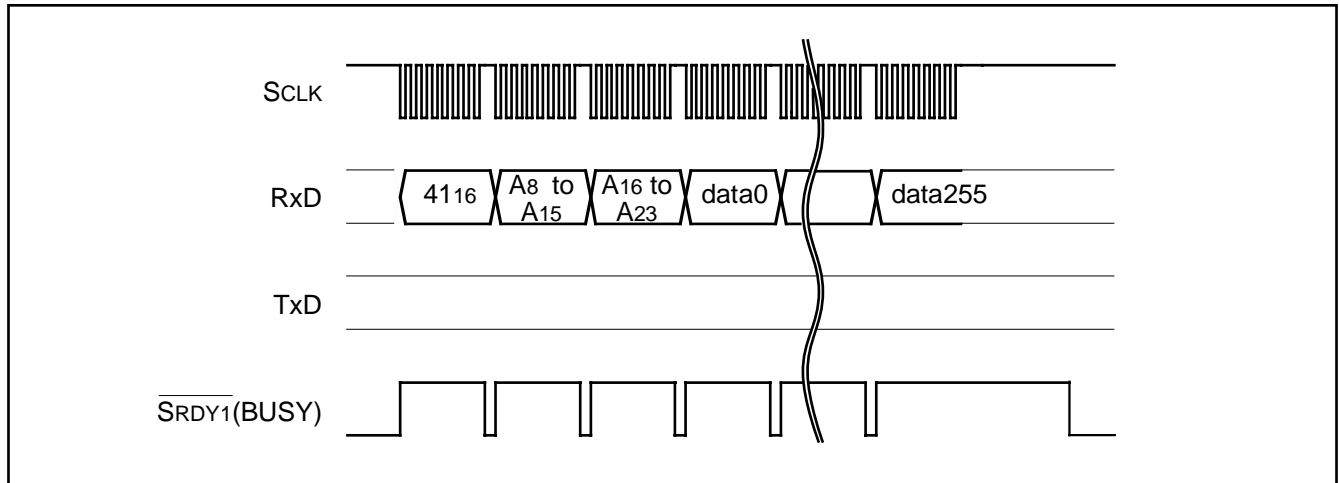 SCLK
RxD
4116
A8 to
A15
A16 to
A23
data0
data255
TxD
SRDY1(BUSY)